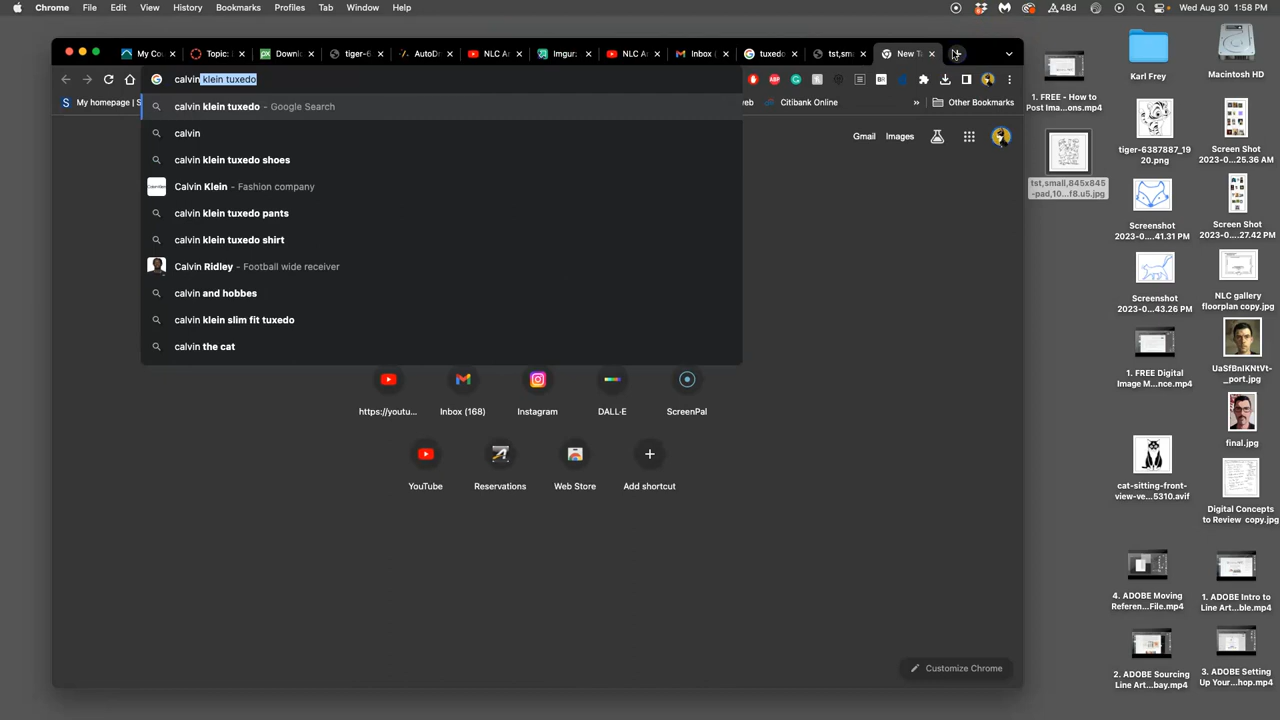 Chrome File Edit View History Bookmarks Profiles Tab Window Help
48d Wed Aug 30 1:58 PM
My Co Topic: Downlo tiger-6 AutoD NLC A Imgur: NLC A Inbox ( tuxedo tst,sm New Ta
calvin klein tuxedo
My homepage | S
web Citibank Online » Other Bookmarks
calvin klein tuxedo - Google Search
calvin
calvin klein tuxedo shoes
Calvin Klein - Fashion company
calvin klein tuxedo pants
calvin klein tuxedo shirt
Calvin Ridley - Football wide receiver
calvin and hobbes
calvin klein slim fit tuxedo
calvin the cat
Gmail Images
https://youtu...
Inbox (168)
Instagram
DALL·E
ScreenPal
YouTube
Reservations
Web Store
Add shortcut
Customize Chrome
1. FREE - How to
Post Ima...ons.mp4
tst,small,845x845
-pad,10...f8.u5.jpg
Karl Frey
Macintosh HD
tiger-6387887_19
20.png
Screen Shot
2023-0...25.36 AM
Screenshot
2023-0...41.31 PM
Screen Shot
2023-0...27.42 PM
Screenshot
2023-0...43.26 PM
NLC gallery
floorplan copy.jpg
1. FREE Digital
Image M...nce.mp4
UaSfBnIKNtVt-
_port.jpg
final.jpg
cat-sitting-front-
view-ve...5310.avif
Digital Concepts
to Review copy.jpg
4. ADOBE Moving
Referen...File.mp4
1. ADOBE Intro to
Line Art...ble.mp4
2. ADOBE Sourcing
Line Art...bay.mp4
3. ADOBE Setting
Up Your...hop.mp4